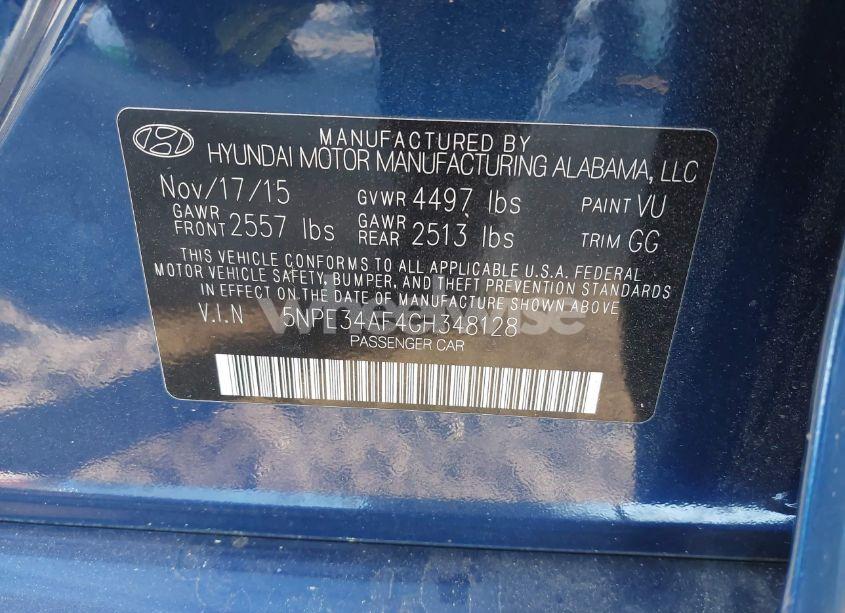 MANUFACTURED BY
HYUNDAI MOTOR MANUFACTURING ALABAMA, LLC
Nov/17/15 GVWR 4497 lbs PAINT VU
GAWR FRONT 2557 lbs GAWR REAR 2513 lbs TRIM GG
THIS VEHICLE CONFORMS TO ALL APPLICABLE U.S.A. FEDERAL
MOTOR VEHICLE SAFETY, BUMPER, AND THEFT PREVENTION STANDARDS
IN EFFECT ON THE DATE OF MANUFACTURE SHOWN ABOVE
Wheelwise
V.I.N 5NPE34AF4GH348128
PASSENGER CAR